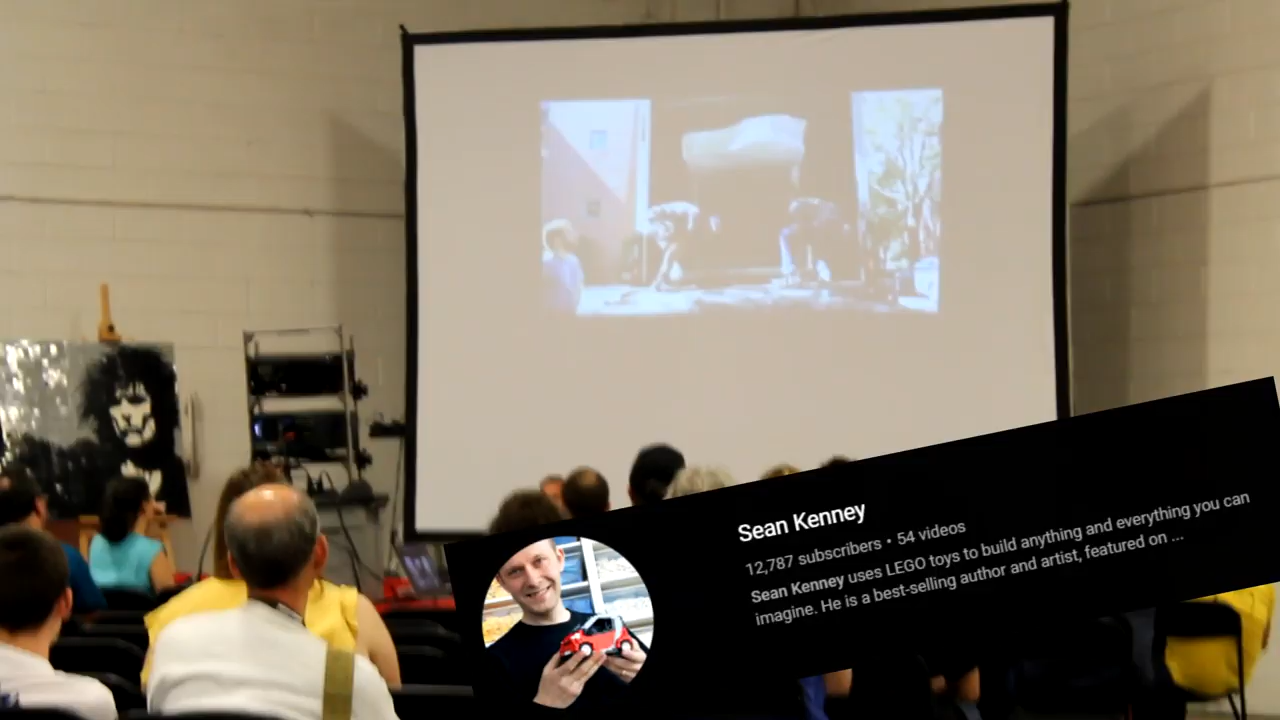 Sean Kenney
12,787 subscribers • 54 videos
Sean Kenney uses LEGO toys to build anything and everything you can
imagine. He is a best-selling author and artist, featured on ...